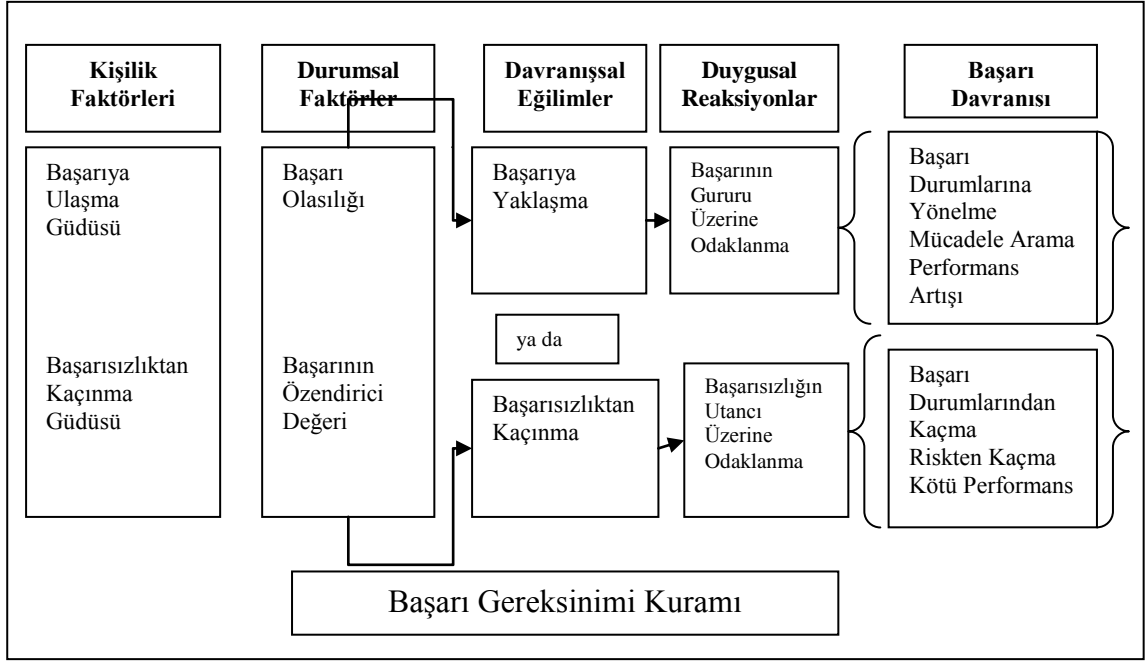 Kişilik
Faktörleri
Durumsal
Faktörler
Davranışsal
Eğilimler
Duygusal
Reaksiyonlar
Başarı
Davranısı
Başarıya
Ulaşma
Güdüsü
Başarısızlıktan
Kaçınma
Güdüsü
Başarı
Olasılığı
Başarının
Özendirici
Değeri
Başarıya
Yaklaşma
ya da
Başarısızlıktan
Kaçınma
Başarının
Gururu
Üzerine
Odaklanma
Başarısızlığın
Utancı
Üzerine
Odaklanma
Başarı
Durumlarına
Yönelme
Mücadele Arama
Performans
Artışı
Başarı
Durumlarından
Kaçma
Riskten Kaçma
Kötü Performans
Başarı Gereksinimi Kuramı